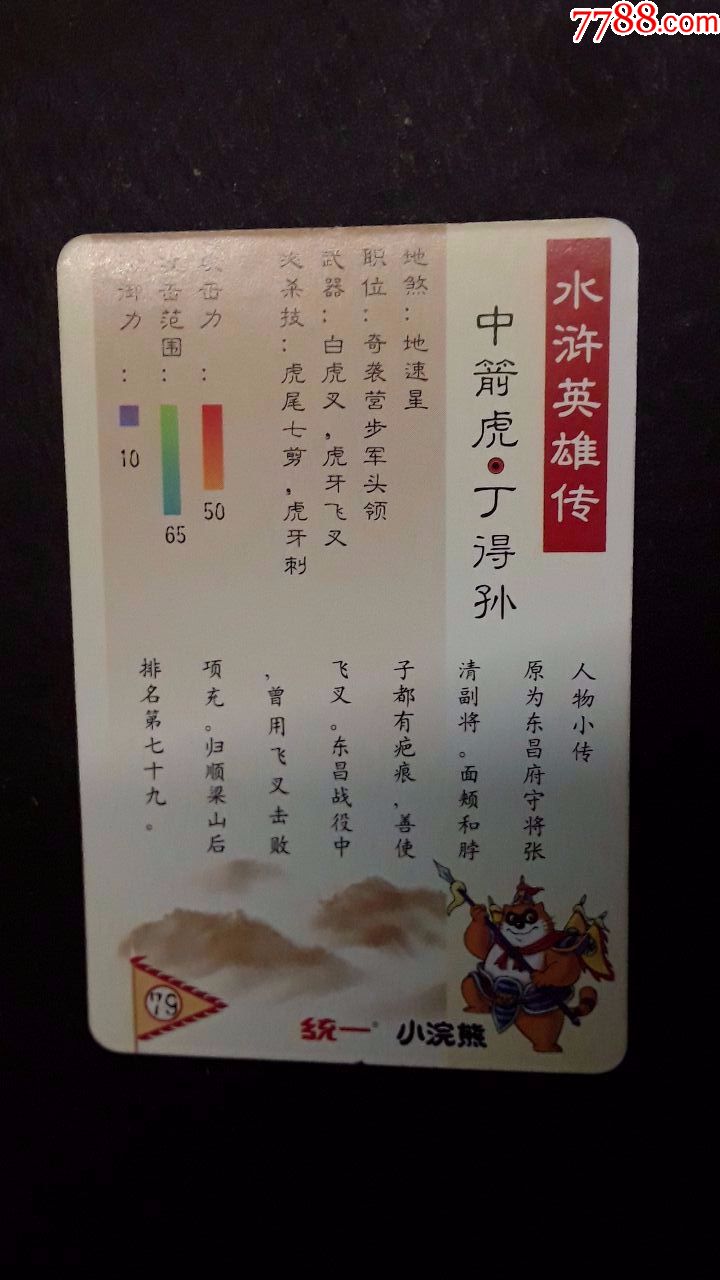 7788.com
水浒英雄传
中箭虎·丁得孙
地煞：地速星
职位：奇袭营步军头领
武器：白虎叉，虎牙飞叉
必杀技：虎尾七剪，虎牙刺
攻击力：50
攻击范围：65
御力：10
人物小传
原为东昌府守将张
清副将。面颊和脖
子都有疤痕，善使
飞叉。东昌战役中
，曾用飞叉击败
项充。归顺梁山后
排名第七十九。
79
统一® 小浣熊